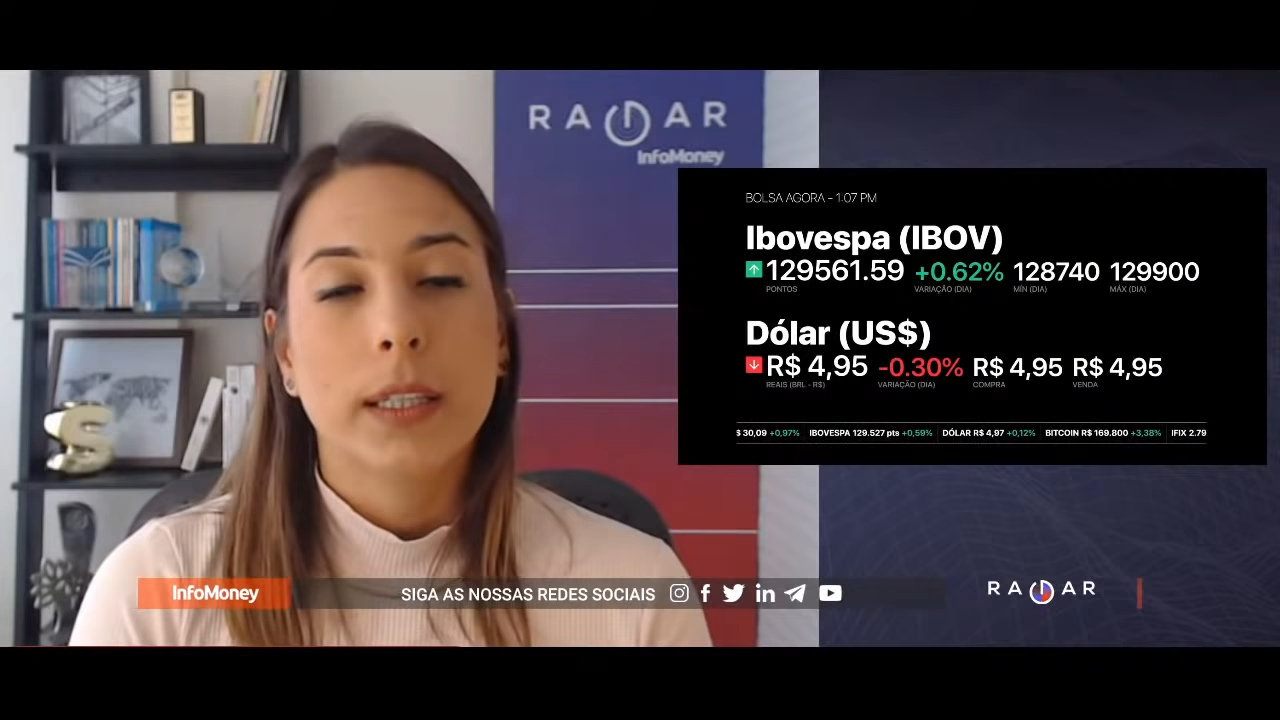 RADAR
InfoMoney
BOLSA AGORA - 1:07 PM
Ibovespa (IBOV)
129561.59 +0.62% 128740 129900
PONTOS VARIAÇÃO (DIA) MÍN (DIA) MÁX (DIA)
Dólar (US$)
R$ 4,95 -0.30% R$ 4,95 R$ 4,95
REAIS (BRL - R$) VARIAÇÃO (DIA) COMPRA VENDA
$ 30,09 +0,97% IBOVESPA 129.527 pts +0,59% DÓLAR R$ 4,97 +0,12% BITCOIN R$ 169.800 +3,38% IFIX 2.79
InfoMoney SIGA AS NOSSAS REDES SOCIAIS
RADAR